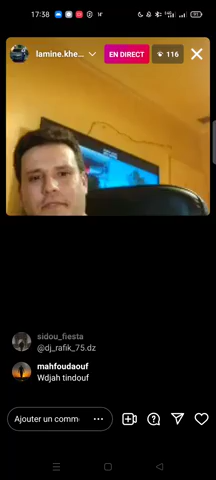 17:38
lamine.khe...
EN DIRECT
116
sidou_fiesta
@dj_rafik_75.dz
mahfoudaouf
Wdjah tindouf
Ajouter un comm